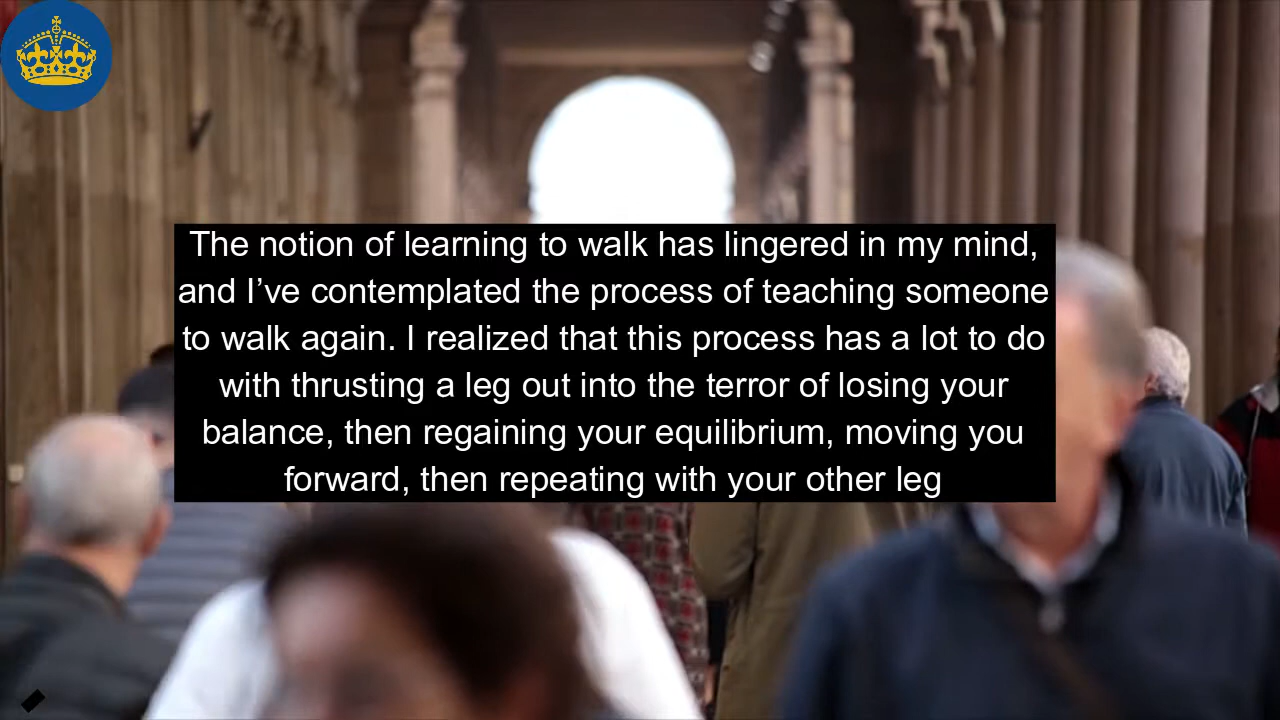 The notion of learning to walk has lingered in my mind,
and I’ve contemplated the process of teaching someone
to walk again. I realized that this process has a lot to do
with thrusting a leg out into the terror of losing your
balance, then regaining your equilibrium, moving you
forward, then repeating with your other leg